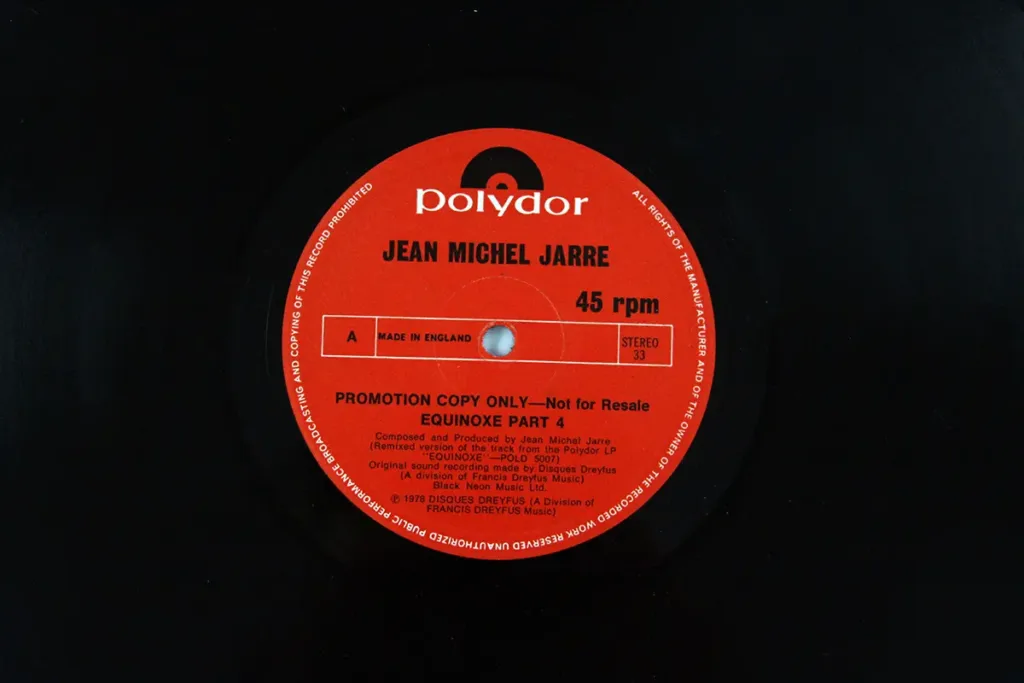 polydor
JEAN MICHEL JARRE
45 rpm
A
MADE IN ENGLAND
STEREO
33
PROMOTION COPY ONLY—Not for Resale
EQUINOXE PART 4
Composed and Produced by Jean Michel Jarre
(Remixed version of the track from the Polydor LP
"EQUINOXE"—POLD 5007)
Original sound recording made by Disques Dreyfus
(A division of Francis Dreyfus Music)
Black Neon Music Ltd.
℗ 1978 DISQUES DREYFUS (A Division of
FRANCIS DREYFUS Music)
ALL RIGHTS OF THE MANUFACTURER AND OF THE OWNER OF THE RECORDED WORK RESERVED UNAUTHORIZED PUBLIC PERFORMANCE BROADCASTING AND COPYING OF THIS RECORD PROHIBITED